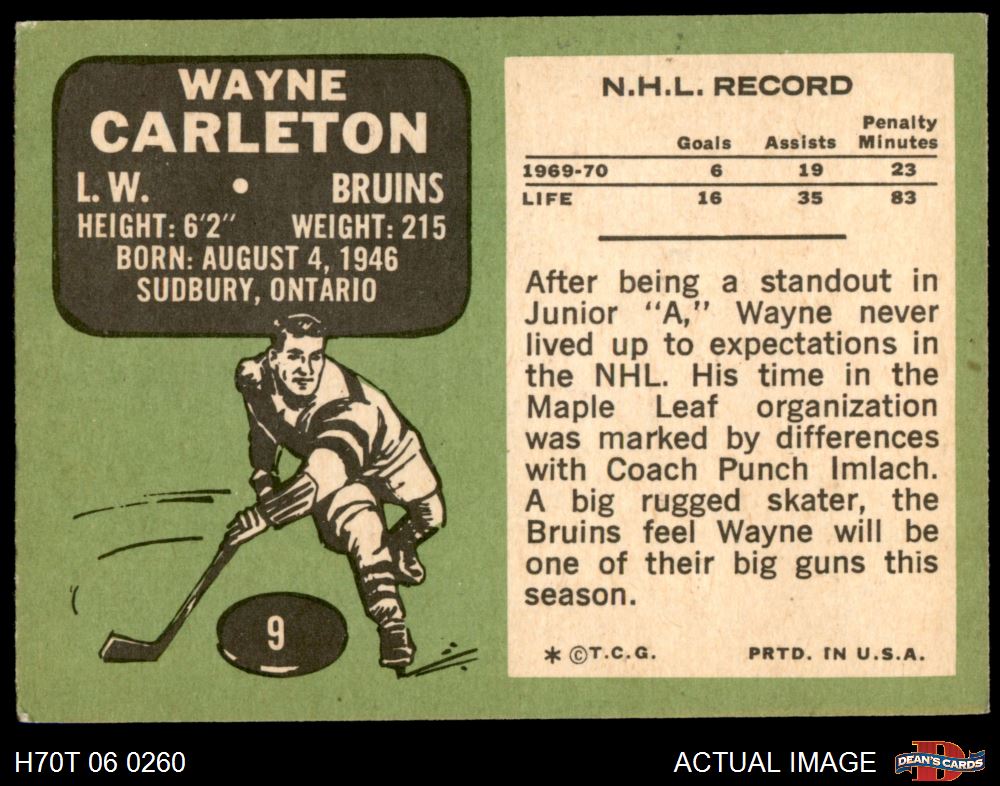 WAYNE
CARLETON
L.W. • BRUINS
HEIGHT: 6'2" WEIGHT: 215
BORN: AUGUST 4, 1946
SUDBURY, ONTARIO
9
N.H.L. RECORD
Goals Assists Penalty Minutes
1969-70 6 19 23
LIFE 16 35 83
After being a standout in
Junior "A," Wayne never
lived up to expectations in
the NHL. His time in the
Maple Leaf organization
was marked by differences
with Coach Punch Imlach.
A big rugged skater, the
Bruins feel Wayne will be
one of their big guns this
season.
* ©T.C.G. PRTD. IN U.S.A.
H70T 06 0260 ACTUAL IMAGE DEAN'S CARDS